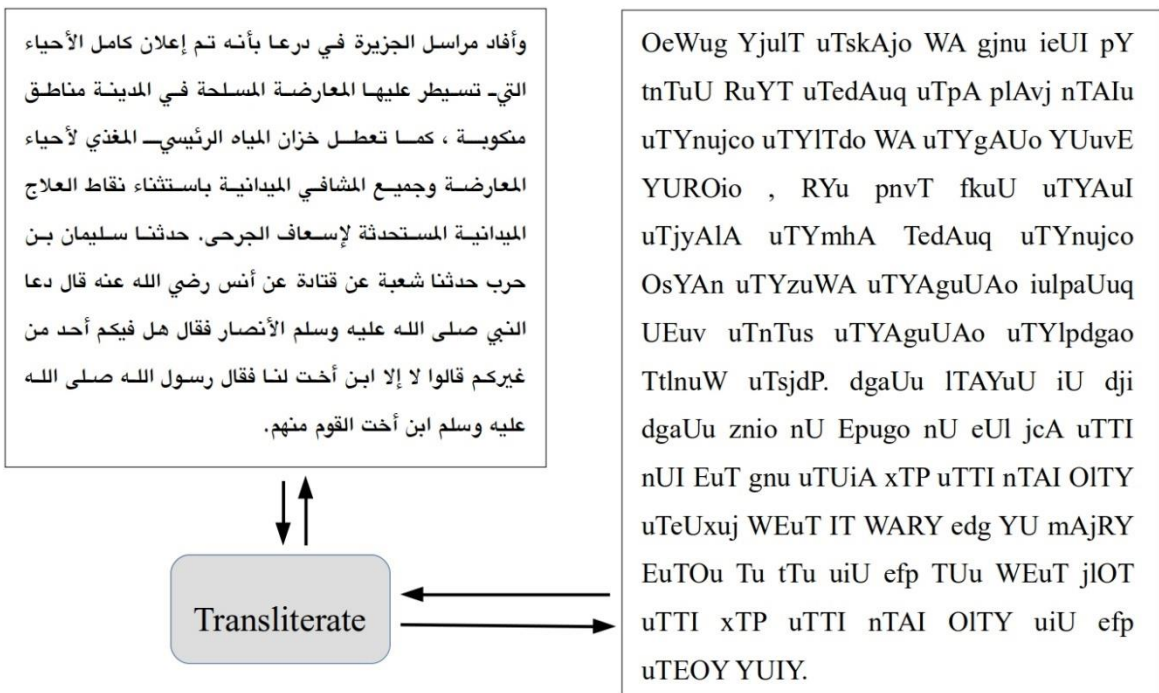 وأفاد مراسل الجزيرة في درعا بأنه تم إعلان كامل الأحياء
التي تسيطر عليها المعارضة المسلحة في المدينة مناطق
منكوبة ، كما تعطل خزان المياه الرئيسي المغذي لأحياء
المعارضة وجميع المشافي الميدانية باستثناء نقاط العلاج
الميدانية المستحدثة لإسعاف الجرحى. حدثنا سليمان بن
حرب حدثنا شعبة عن قتادة عن أنس رضي الله عنه قال دعا
النبي صلى الله عليه وسلم الأنصار فقال هل فيكم أحد من
غيركم قالوا لا إلا ابن أخت لنا فقال رسول الله صلى الله
عليه وسلم ابن أخت القوم منهم.
Transliterate
OeWug YjulT uTskAjo WA gjnu ieUI pY
tnTuU RuYT uTedAuq uTpA plAvj nTAIu
uTYnujco uTYlTdo WA uTYgAUo YUuvE
YUROio , RYu pnvT fkuU uTYAuI
uTjyAlA uTYmhA TedAuq uTYnujco
OsYAn uTYzuWA uTYAguUAo iulpaUuq
UEuv uTnTus uTYAguUAo uTYlpdgao
TtlnuW uTsjdP. dgaUu lTAYuU iU dji
dgaUu znio nU Epugo nU eUl jcA uTTI
nUI EuT gnu uTUiA xTP uTTI nTAI OlTY
uTeUxuj WEuT IT WARY edg YU mAjRY
EuTOu Tu tTu uiU efp TUu WEuT jlOT
uTTI xTP uTTI nTAI OlTY uiU efp
uTEOY YUIY.